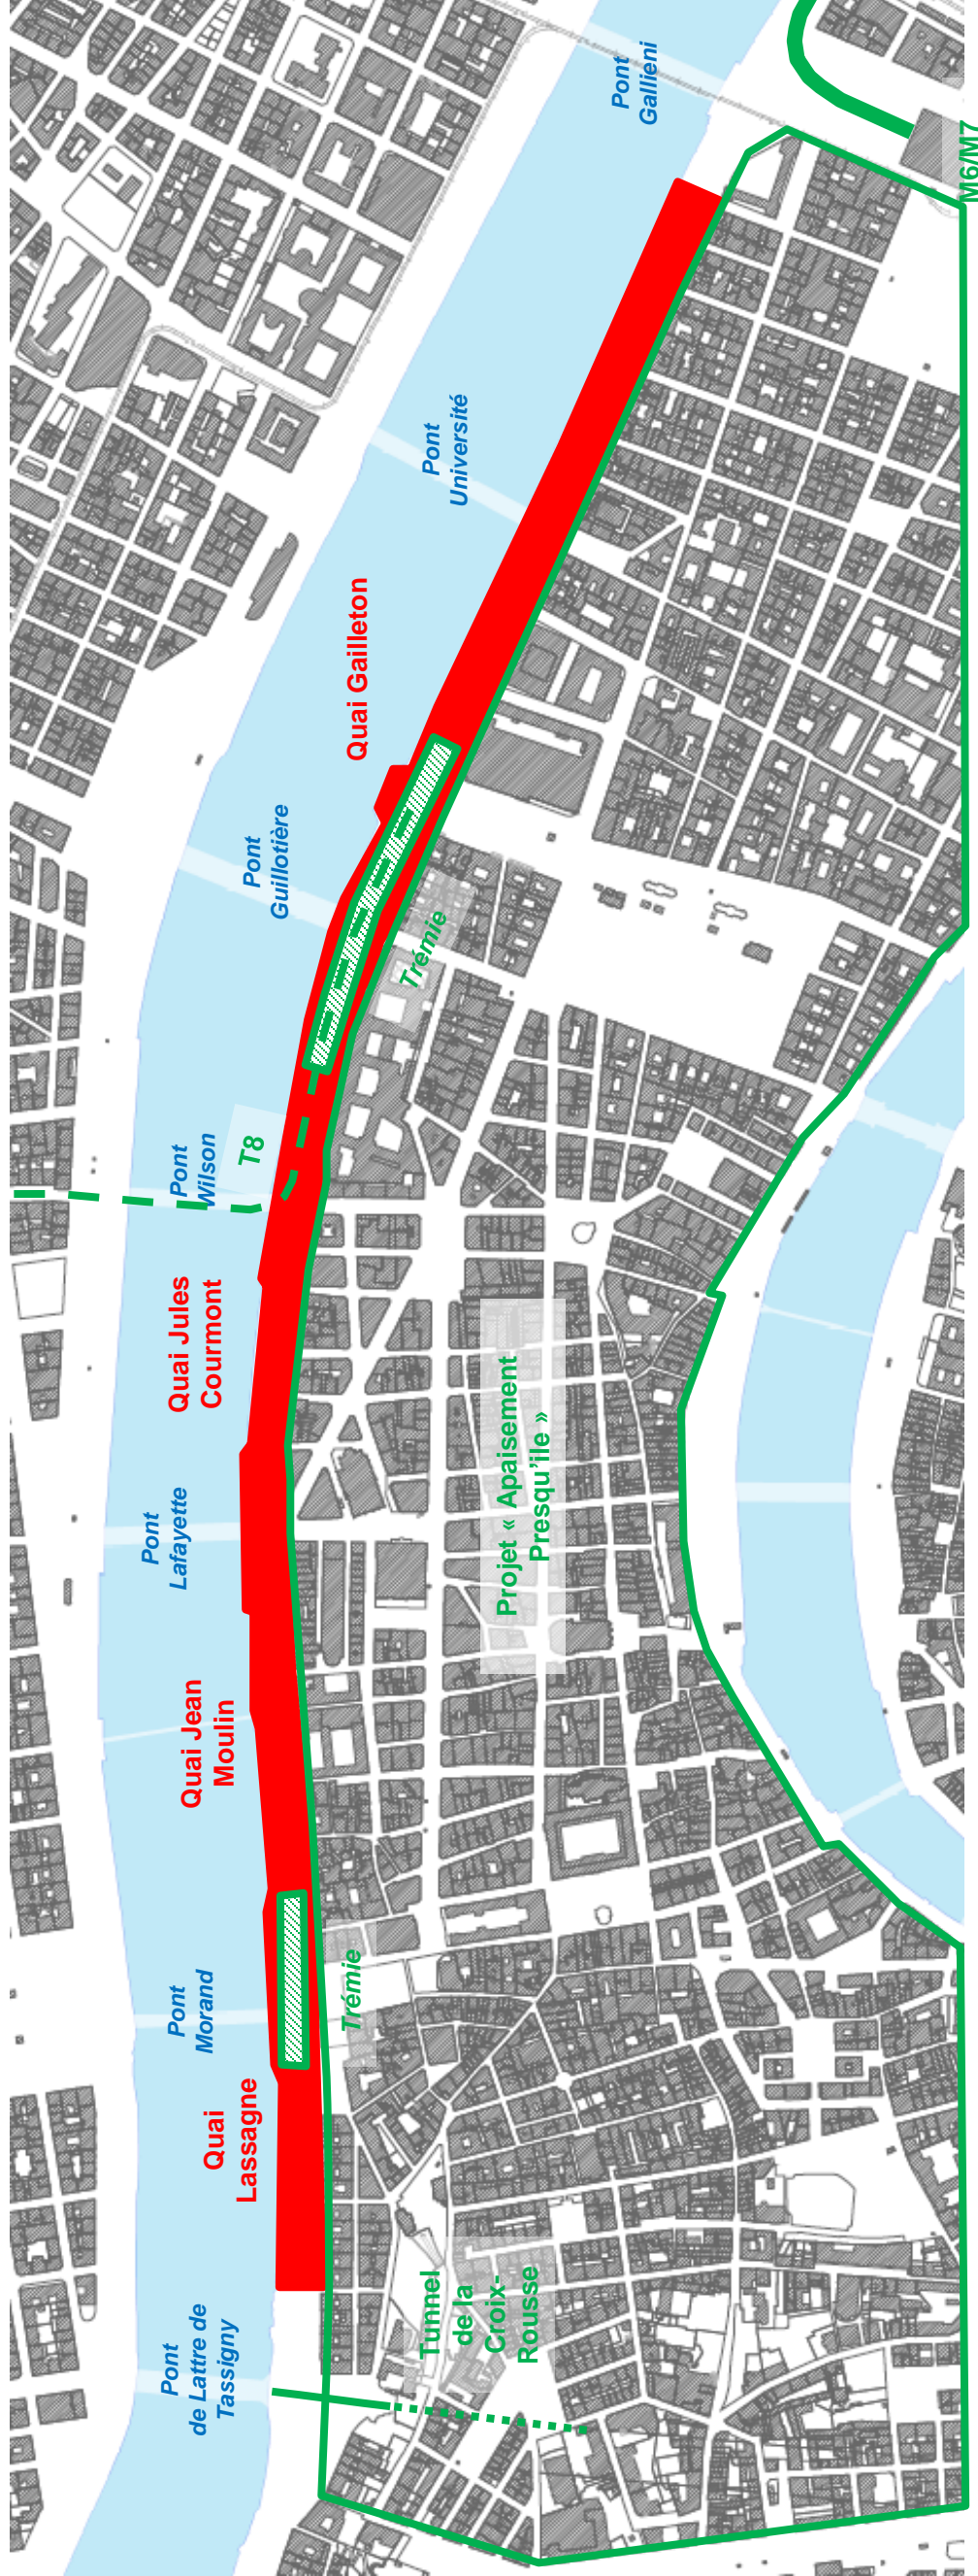 Pont
de Lattre de
Tassigny
Quai
Lassagne
Pont
Morand
Quai Jean
Moulin
Pont
Lafayette
Quai Jules
Courmont
Pont
Wilson
T8
Pont
Guillotière
Quai Gailleton
Pont
Université
Pont
Gallieni
M6/M7
Tunnel
de la
Croix-
Rousse
Trémie
Projet « Apaisement
Presqu'ile »
Trémie